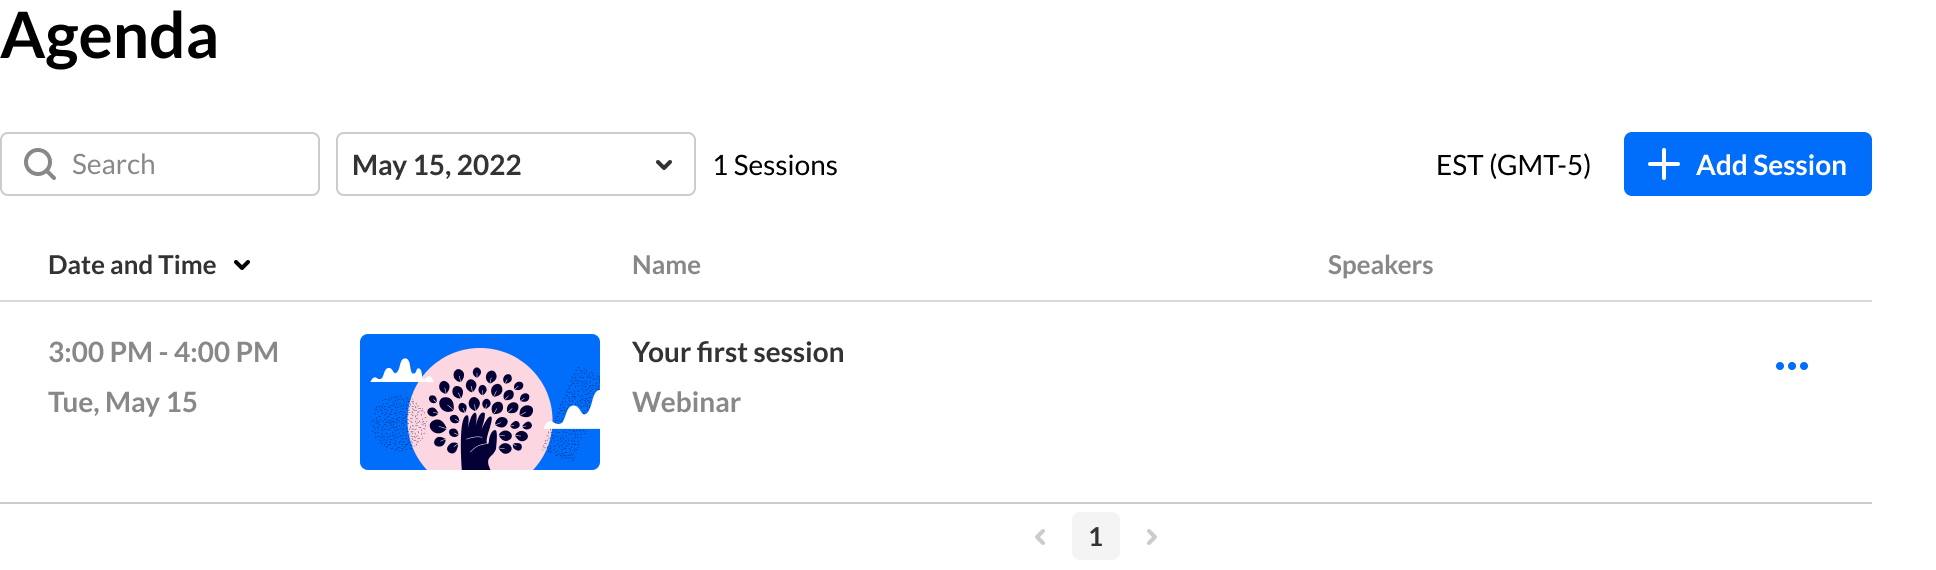 Agenda
Search
May 15, 2022
1 Sessions
EST (GMT-5)
Add Session
Date and Time
Name
Speakers
3:00 PM - 4:00 PM
Your first session
Tue, May 15
Webinar
1